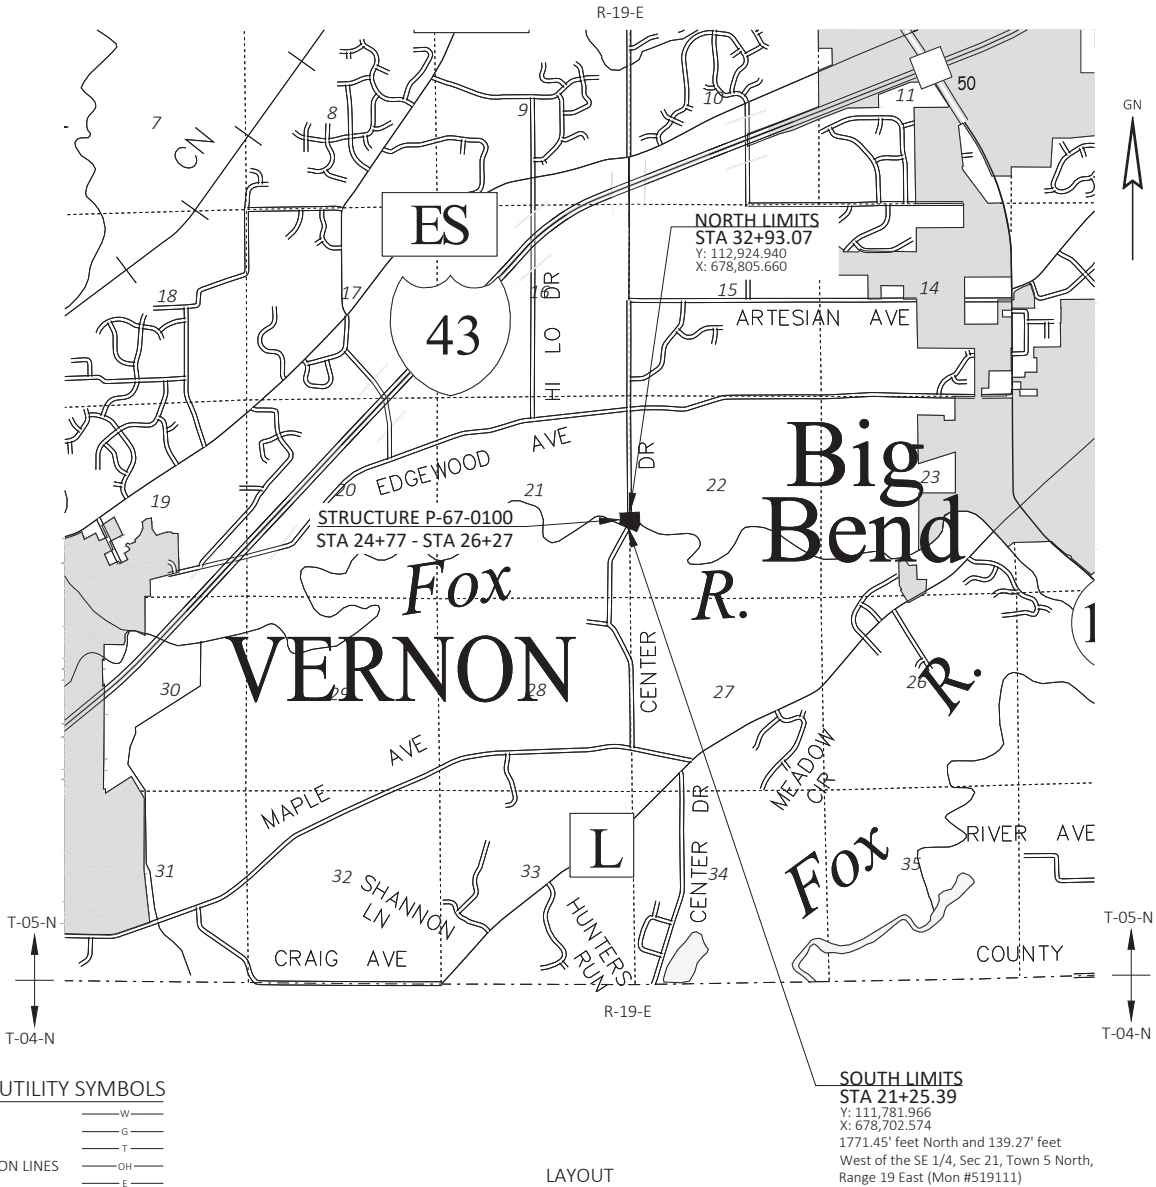 R-19-E
50
11
10
9
8
7
CN
GN
ES
NORTH LIMITS
STA 32+93.07
Y: 112,924.940
X: 678,805.660
18
17
16
15
14
HI LO DR
43
ARTESIAN AVE
EDGEWOOD AVE
DR
Big
Bend
19
20
21
22
23
STRUCTURE P-67-0100
STA 24+77 - STA 26+27
Fox
R.
VERNON
CENTER
30
29
28
27
26
R.
1
MAPLE AVE
MEADOW
CIR
CENTER DR
L
RIVER AVE
Fox
31
32
33
34
35
SHANNON
LN
HUNTERS
RUN
CRAIG AVE
COUNTY
T-05-N
T-04-N
T-05-N
T-04-N
R-19-E
UTILITY SYMBOLS
W
G
T
ON LINES
OH
E
LAYOUT
SOUTH LIMITS
STA 21+25.39
Y: 111,781.966
X: 678,702.574
1771.45' feet North and 139.27' feet
West of the SE 1/4, Sec 21, Town 5 North,
Range 19 East (Mon #519111)